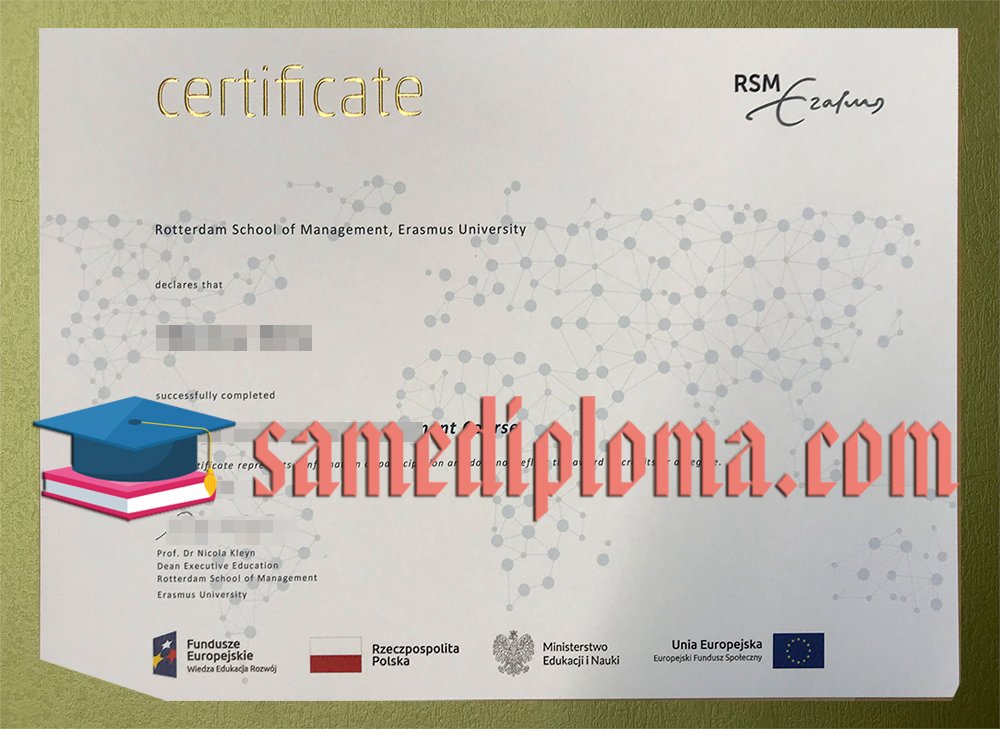 certificate
RSM
Erasmus
Rotterdam School of Management, Erasmus University
declares that
successfully completed
samediploma.com
Prof. Dr Nicola Kleyn
Dean Executive Education
Rotterdam School of Management
Erasmus University
Fundusze
Europejskie
Wiedza Edukacja Rozwój
Rzeczpospolita
Polska
Ministerstwo
Edukacji i Nauki
Unia Europejska
Europejski Fundusz Społeczny